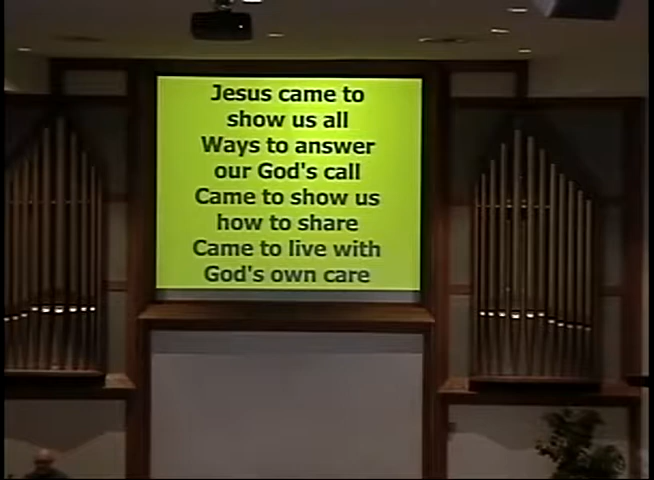 Jesus came to
show us all
Ways to answer
our God's call
Came to show us
how to share
Came to live with
God's own care